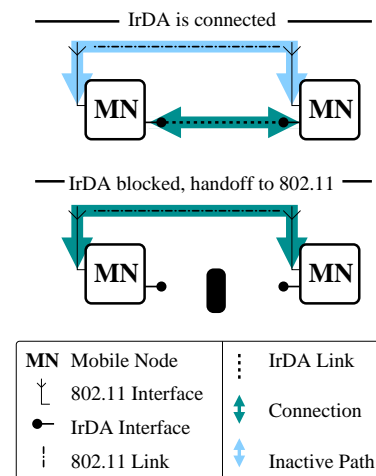 IrDA is connected
MN MN
IrDA blocked, handoff to 802.11
MN MN
MN Mobile Node
802.11 Interface
IrDA Interface
802.11 Link
IrDA Link
Connection
Inactive Path